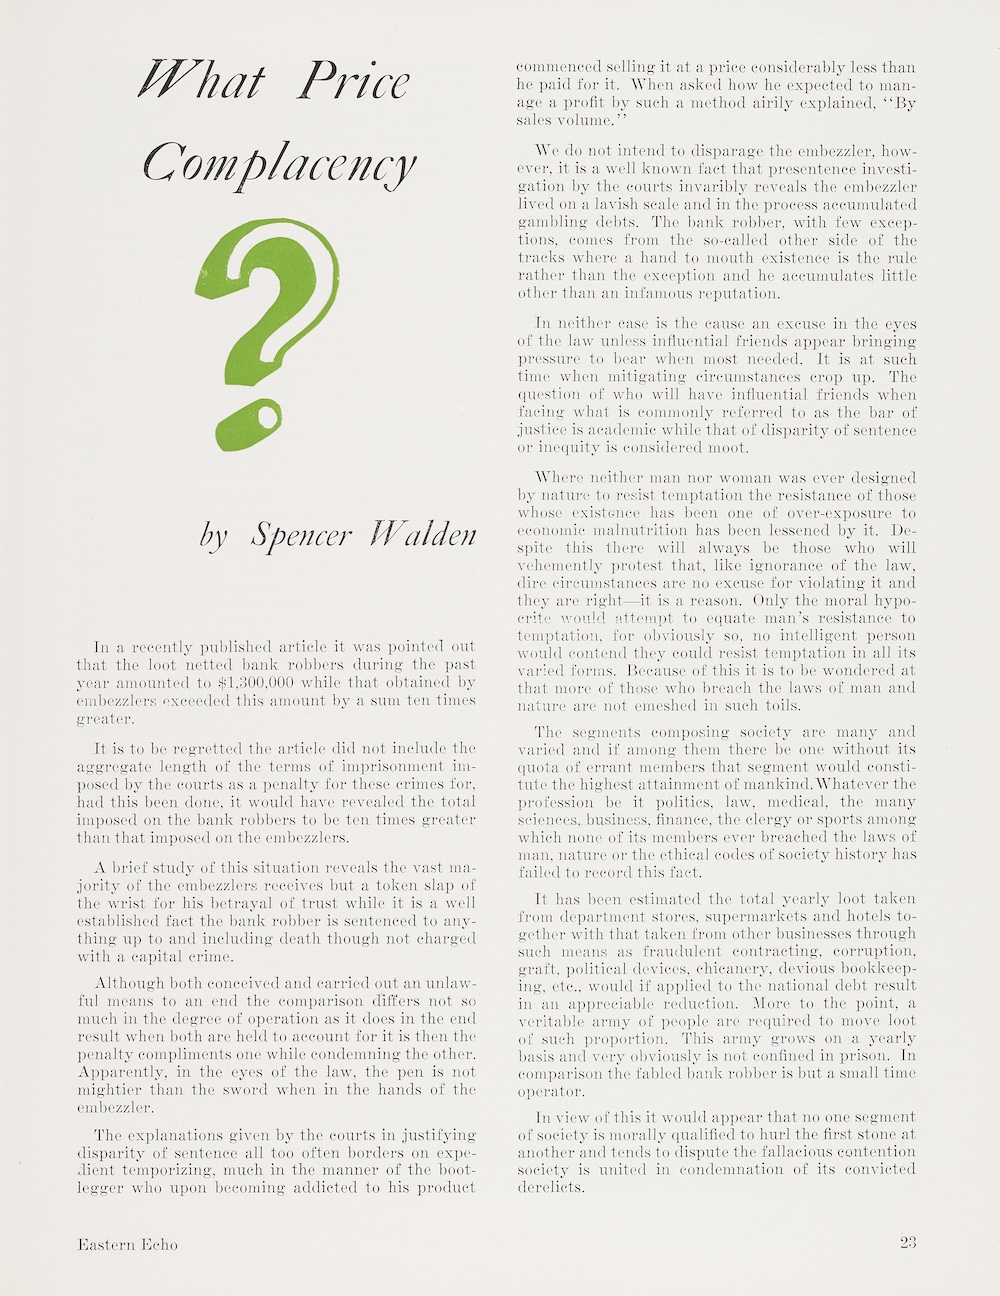 What Price
Complacency
?
by Spencer Walden
In a recently published article it was pointed out
that the loot netted bank robbers during the past
year amounted to $1,300,000 while that obtained by
embezzlers exceeded this amount by a sum ten times
greater.
It is to be regretted the article did not include the
aggregate length of the terms of imprisonment im-
posed by the courts as a penalty for these crimes for,
had this been done, it would have revealed the total
imposed on the bank robbers to be ten times greater
than that imposed on the embezzlers.
A brief study of this situation reveals the vast ma-
jority of the embezzlers receives but a token slap of
the wrist for his betrayal of trust while it is a well
established fact the bank robber is sentenced to any-
thing up to and including death though not charged
with a capital crime.
Although both conceived and carried out an unlaw-
ful means to an end the comparison differs not so
much in the degree of operation as it does in the end
result when both are held to account for it is then the
penalty compliments one while condemning the other.
Apparently, in the eyes of the law, the pen is not
mightier than the sword when in the hands of the
embezzler.
The explanations given by the courts in justifying
disparity of sentence all too often borders on expe-
dient temporizing, much in the manner of the boot-
legger who upon becoming addicted to his product
commenced selling it at a price considerably less than
he paid for it. When asked how he expected to man-
age a profit by such a method airily explained, "By
sales volume."
We do not intend to disparage the embezzler, how-
ever, it is a well known fact that presentence investi-
gation by the courts invaribly reveals the embezzler
lived on a lavish scale and in the process accumulated
gambling debts. The bank robber, with few excep-
tions, comes from the so-called other side of the
tracks where a hand to mouth existence is the rule
rather than the exception and he accumulates little
other than an infamous reputation.
In neither case is the cause an excuse in the eyes
of the law unless influential friends appear bringing
pressure to bear when most needed. It is at such
time when mitigating circumstances crop up. The
question of who will have influential friends when
facing what is commonly referred to as the bar of
justice is academic while that of disparity of sentence
or inequity is considered moot.
Where neither man nor woman was ever designed
by nature to resist temptation the resistance of those
whose existence has been one of over-exposure to
economic malnutrition has been lessened by it. De-
spite this there will always be those who will
vehemently protest that, like ignorance of the law,
dire circumstances are no excuse for violating it and
they are right—it is a reason. Only the moral hypo-
crite would attempt to equate man's resistance to
temptation, for obviously so, no intelligent person
would contend they could resist temptation in all its
varied forms. Because of this it is to be wondered at
that more of those who breach the laws of man and
nature are not emeshed in such toils.
The segments composing society are many and
varied and if among them there be one without its
quota of errant members that segment would consti-
tute the highest attainment of mankind. Whatever the
profession be it politics, law, medical, the many
sciences, business, finance, the clergy or sports among
which none of its members ever breached the laws of
man, nature or the ethical codes of society history has
failed to record this fact.
It has been estimated the total yearly loot taken
from department stores, supermarkets and hotels to-
gether with that taken from other businesses through
such means as fraudulent contracting, corruption,
graft, political devices, chicanery, devious bookkeep-
ing, etc., would if applied to the national debt result
in an appreciable reduction. More to the point, a
veritable army of people are required to move loot
of such proportion. This army grows on a yearly
basis and very obviously is not confined in prison. In
comparison the fabled bank robber is but a small time
operator.
In view of this it would appear that no one segment
of society is morally qualified to hurl the first stone at
another and tends to dispute the fallacious contention
society is united in condemnation of its convicted
derelicts.
Eastern Echo
23